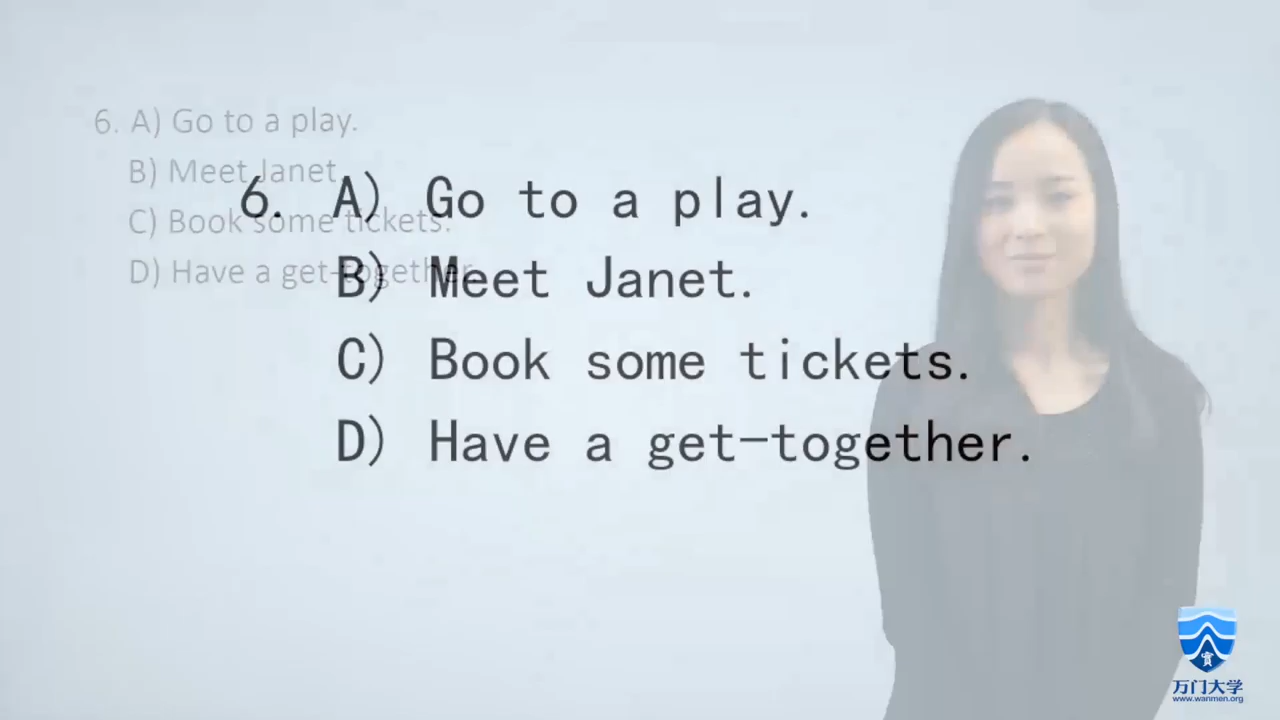 6. A) Go to a play.
B) Meet Janet.
C) Book some tickets.
D) Have a get-together.
6. A) Go to a play.
B) Meet Janet.
C) Book some tickets.
D) Have a get-together.
万门大学
www.wanmen.org